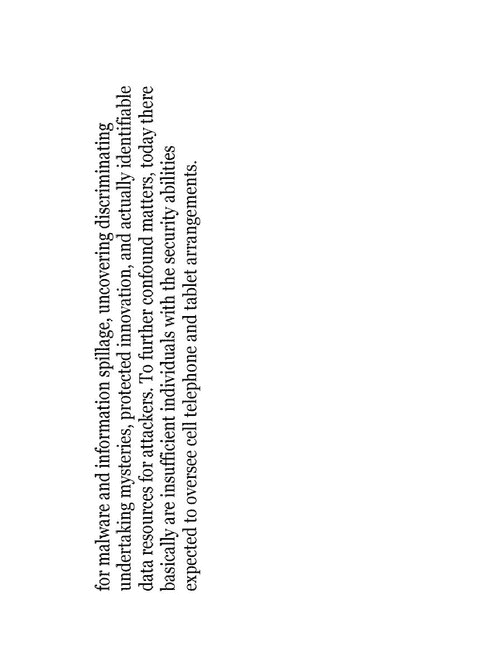 for malware and information spillage, uncovering discriminating
undertaking mysteries, protected innovation, and actually identifiable
data resources for attackers. To further confound matters, today there
basically are insufficient individuals with the security abilities
expected to oversee cell telephone and tablet arrangements.